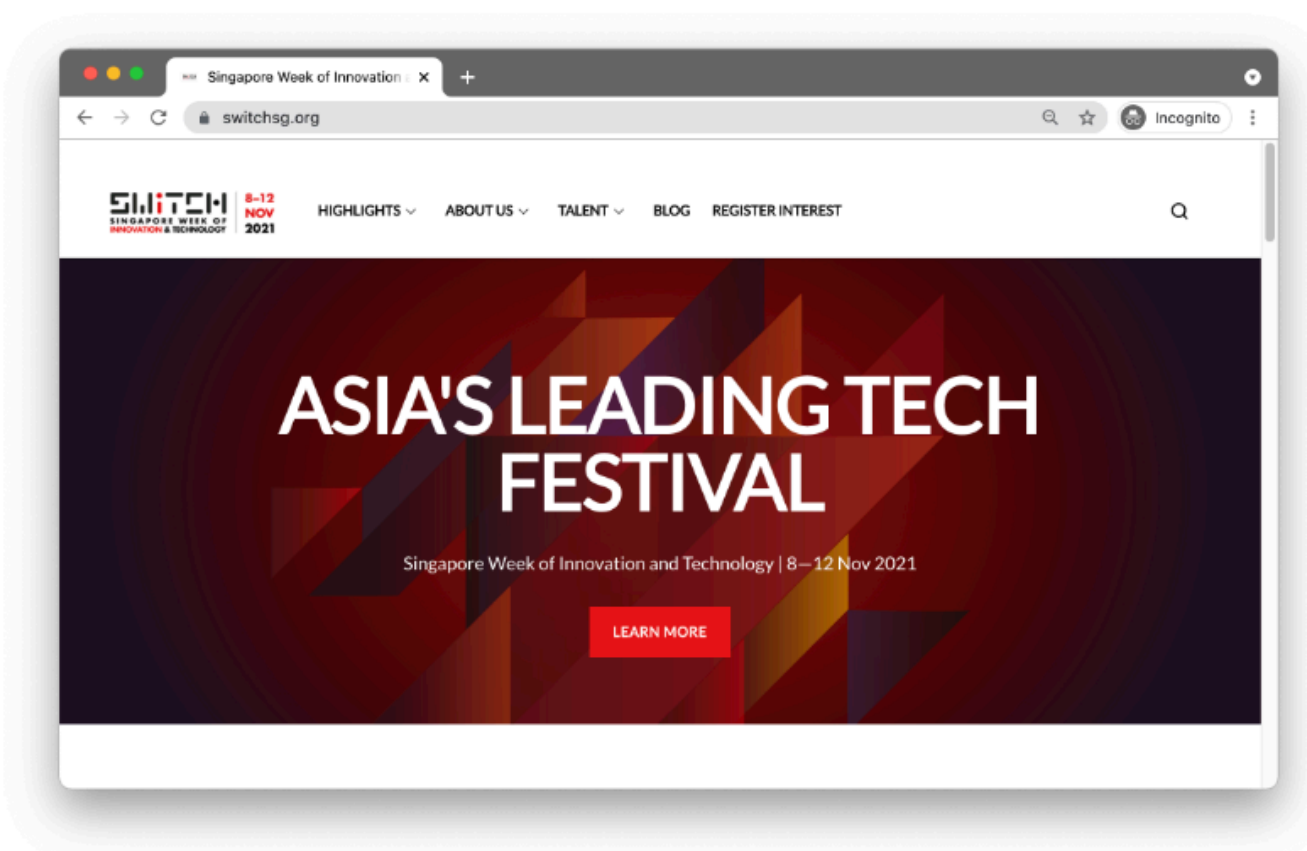 Singapore Week of Innovation
switchsg.org
Incognito
SWiTCH
SINGAPORE WEEK OF
INNOVATION & TECHNOLOGY
8–12
NOV
2021
HIGHLIGHTS ABOUT US TALENT BLOG REGISTER INTEREST
ASIA'S LEADING TECH
FESTIVAL
Singapore Week of Innovation and Technology | 8—12 Nov 2021
LEARN MORE